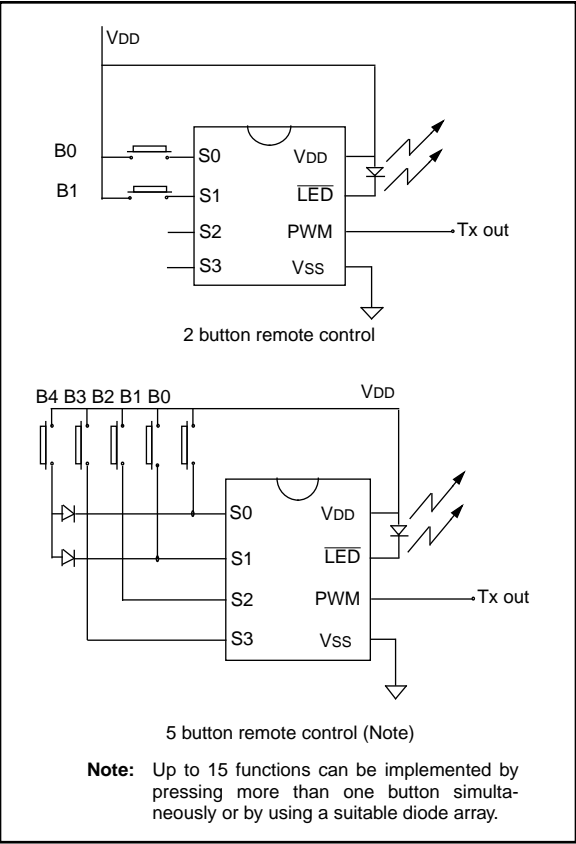 VDD
B0
B1
S0
S1
S2
S3
VDD
LED
PWM
VSS
Tx out
2 button remote control
B4 B3 B2 B1 B0
VDD
S0
S1
S2
S3
VDD
LED
PWM
VSS
Tx out
5 button remote control (Note)
Note: Up to 15 functions can be implemented by
pressing more than one button simulta-
neously or by using a suitable diode array.